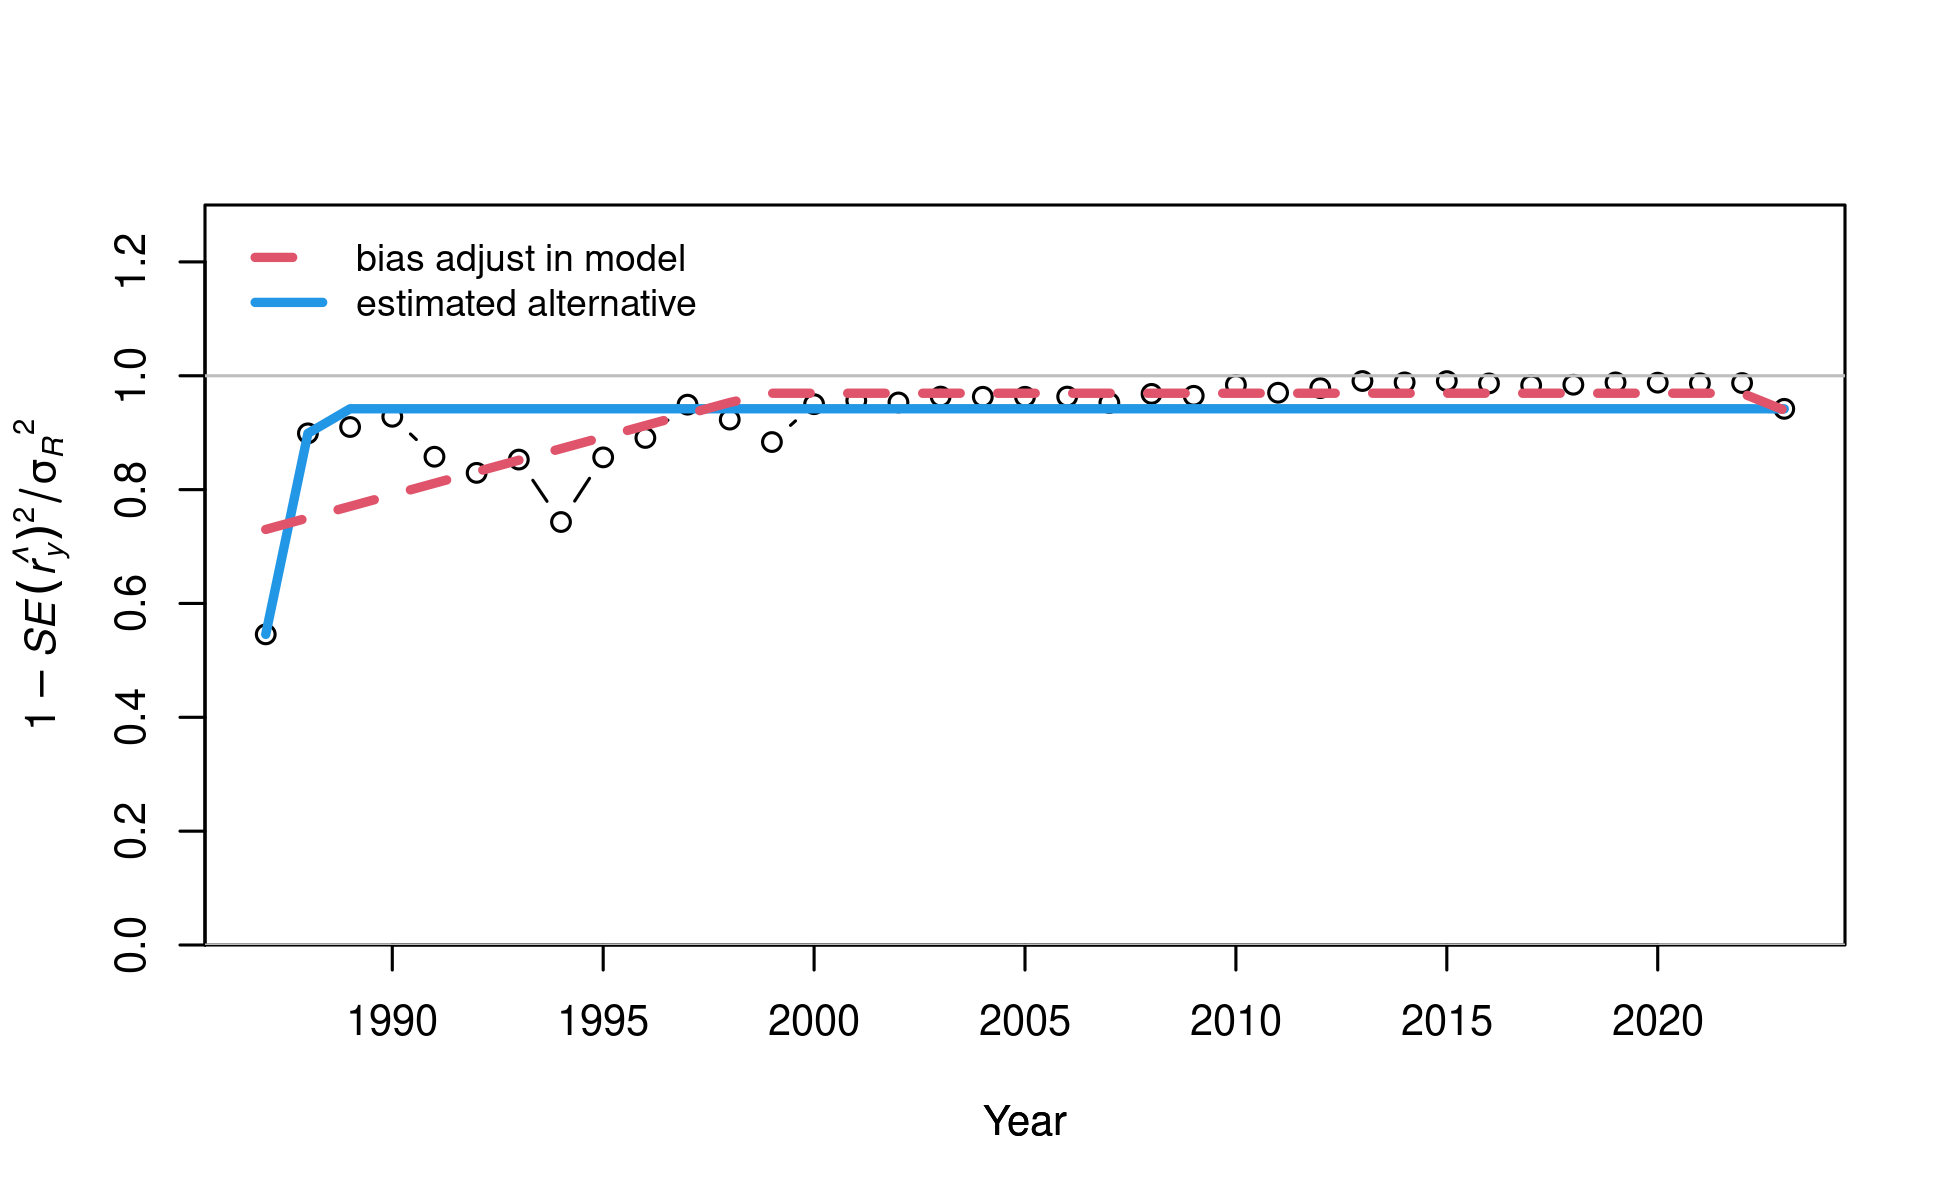 bias adjust in model
estimated alternative
1 − SE(r̂y)²/σR²
0.0 0.2 0.4 0.6 0.8 1.0 1.2
1990 1995 2000 2005 2010 2015 2020
Year